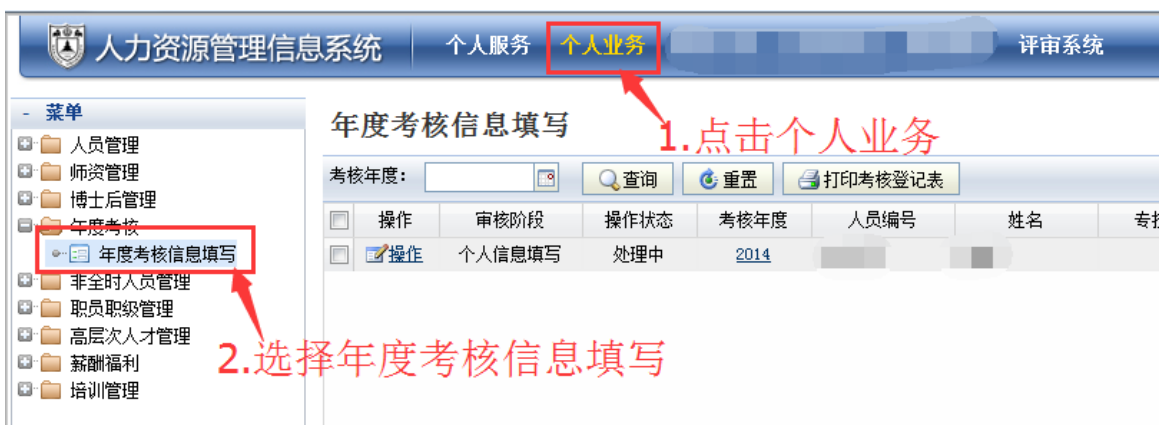 人力资源管理信息系统 个人服务 个人业务 评审系统
- 菜单
人员管理
师资管理
博士后管理
年度考核
年度考核信息填写
非全时人员管理
职员职级管理
高层次人才管理
薪酬福利
培训管理
年度考核信息填写
1.点击个人业务
考核年度： 查询 重置 打印考核登记表
操作 审核阶段 操作状态 考核年度 人员编号 姓名
操作 个人信息填写 处理中 2014
2.选择年度考核信息填写